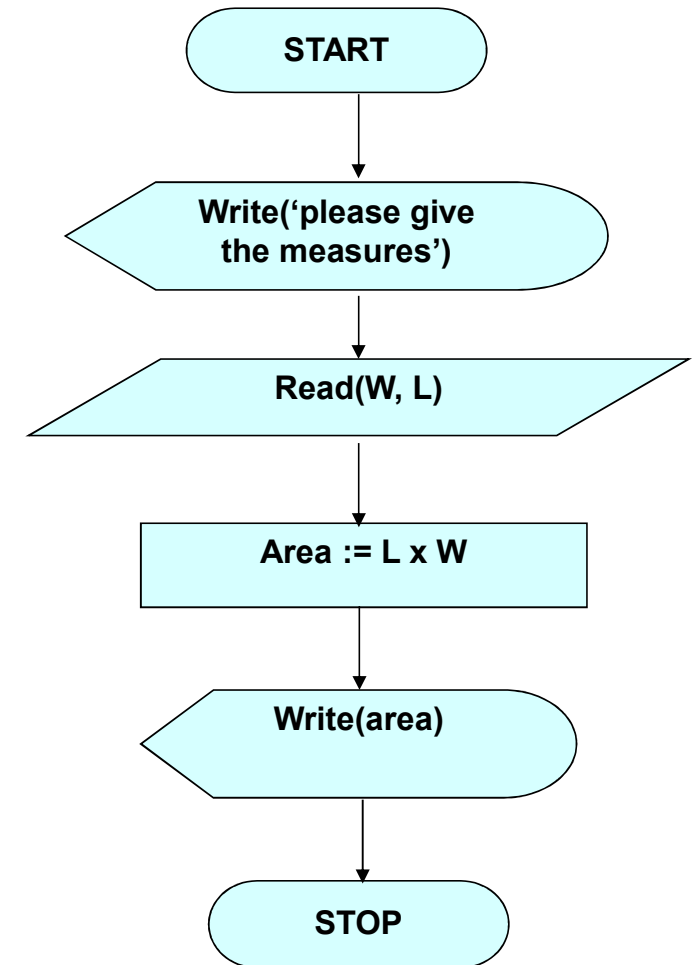 START
Write(‘please give
the measures’)
Read(W, L)
Area := L x W
Write(area)
STOP